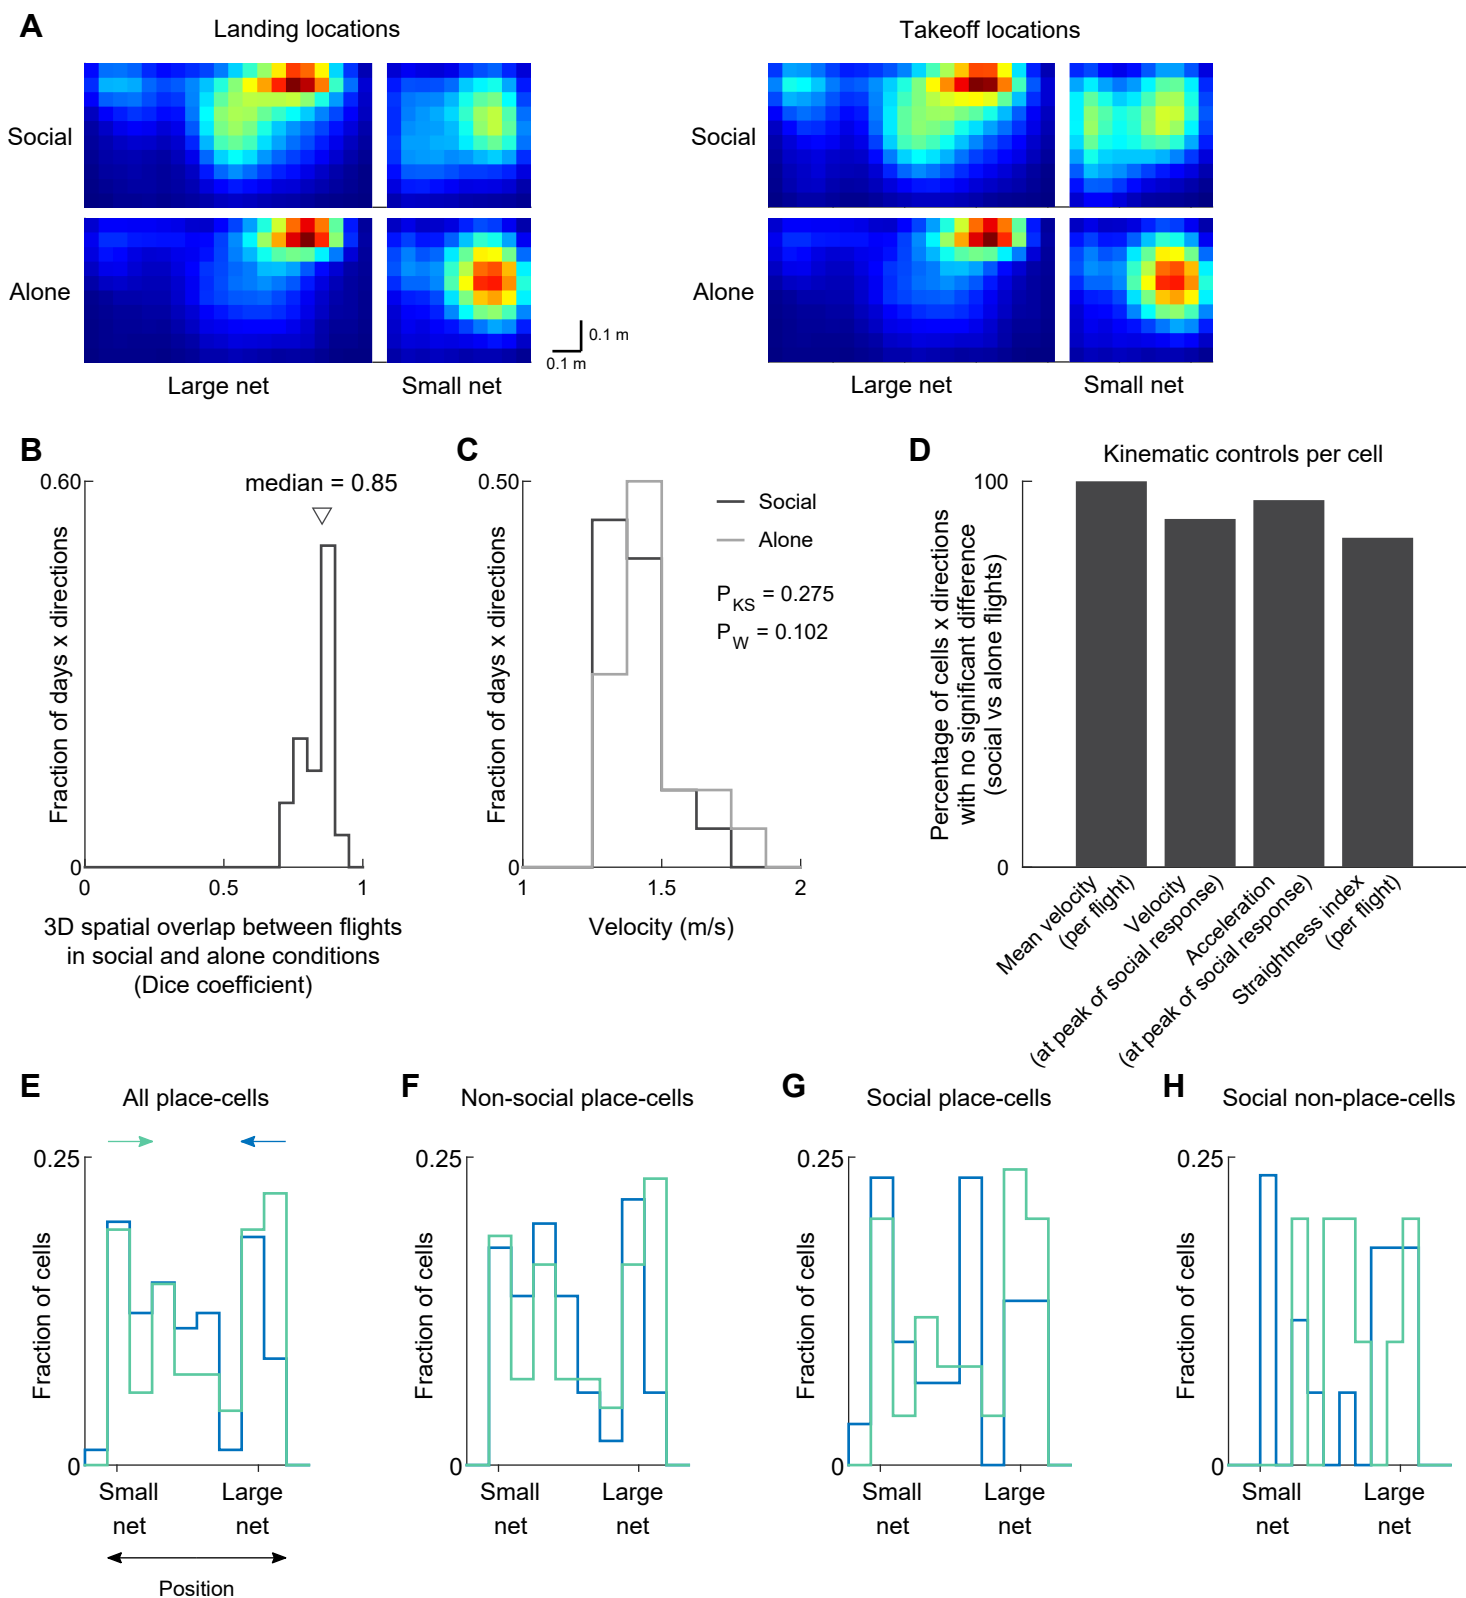 A
Landing locations
Takeoff locations
Social
Social
Alone
Alone
0.1 m
0.1 m
Large net
Small net
Large net
Small net
B
median = 0.85
0.60
0
Fraction of days x directions
0
0.5
1
3D spatial overlap between flights
in social and alone conditions
(Dice coefficient)
C
0.50
0
Fraction of days x directions
Social
Alone
PKS = 0.275
PW = 0.102
1
1.5
2
Velocity (m/s)
D
Kinematic controls per cell
100
0
Percentage of cells x directions
with no significant difference
(social vs alone flights)
Mean velocity
(per flight)
Velocity
(at peak of social response)
Acceleration
(at peak of social response)
Straightness index
(per flight)
E
All place-cells
0.25
0
Fraction of cells
Small
net
Large
net
Position
F
Non-social place-cells
0.25
0
Fraction of cells
Small
net
Large
net
G
Social place-cells
0.25
0
Fraction of cells
Small
net
Large
net
H
Social non-place-cells
0.25
0
Fraction of cells
Small
net
Large
net